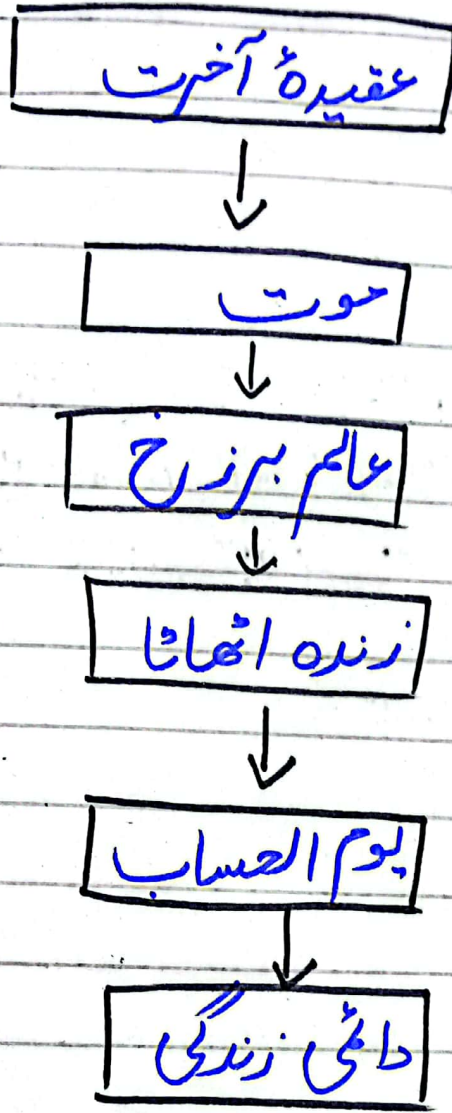 عقیدۂ آخرت
موت
عالم برزخ
زندہ اٹھانا
یوم الحساب
دائمی زندگی